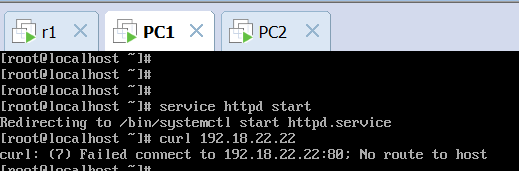 r1 PC1 PC2
[root@localhost ~]#
[root@localhost ~]#
[root@localhost ~]#
[root@localhost ~]# service httpd start
Redirecting to /bin/systemctl start httpd.service
[root@localhost ~]# curl 192.18.22.22
curl: (7) Failed connect to 192.18.22.22:80; No route to host
[root@localhost ~]#